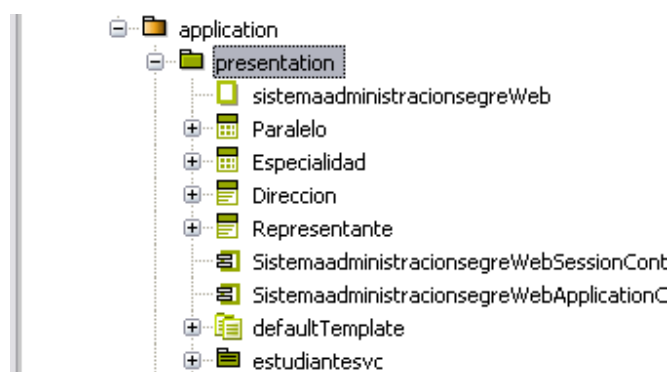 application
presentation
sistemaadministracionsegreWeb
Paralelo
Especialidad
Direccion
Representante
SistemaadministracionsegreWebSessionCont
SistemaadministracionsegreWebApplicationC
defaultTemplate
estudiantesvc